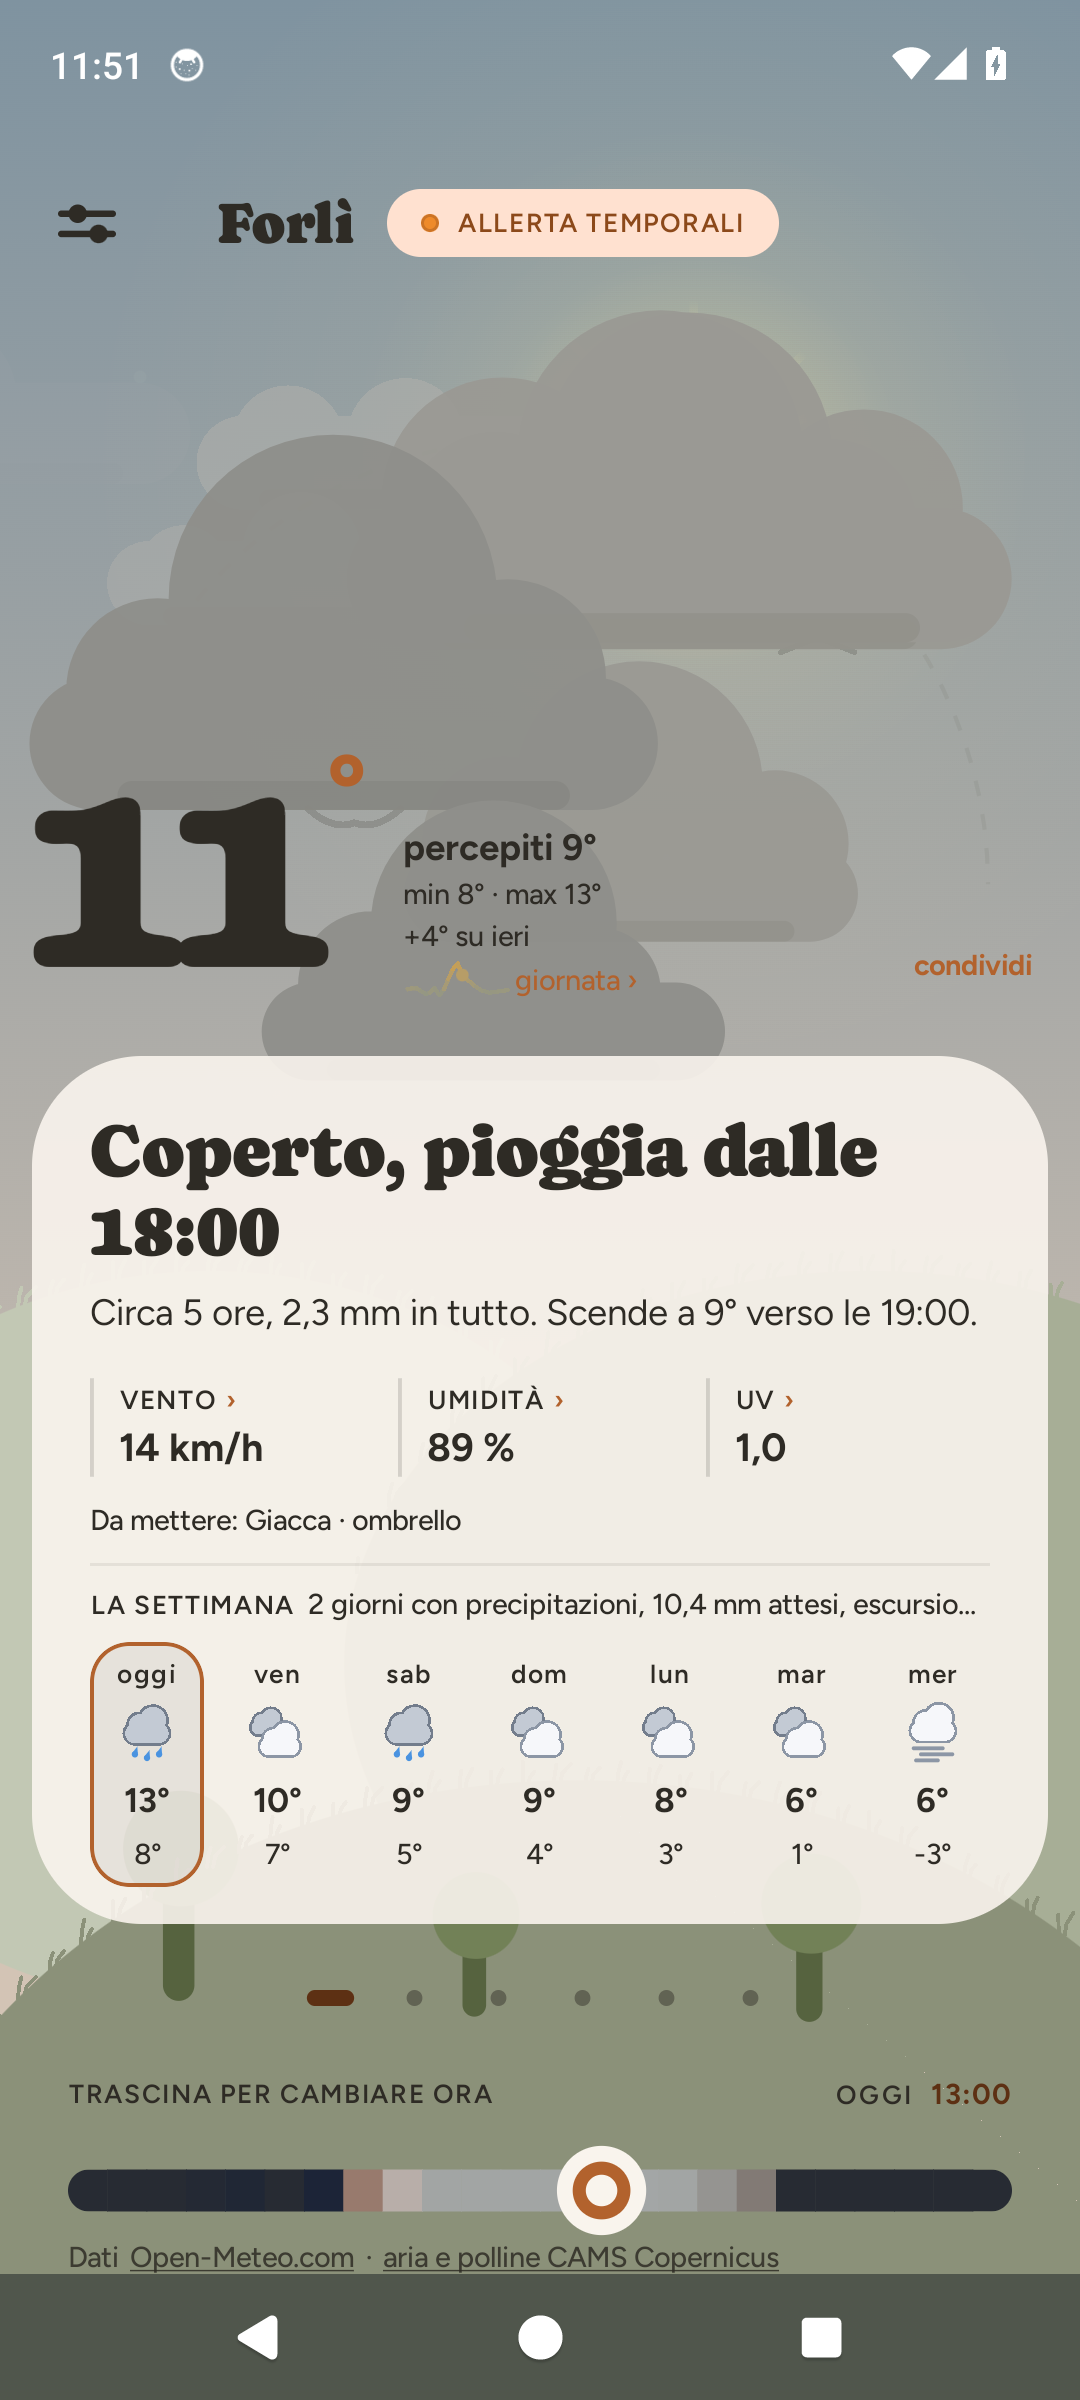 11:51
Forlì
ALLERTA TEMPORALI
11°
percepiti 9°
min 8° · max 13°
+4° su ieri
giornata ›
condividi
Coperto, pioggia dalle
18:00
Circa 5 ore, 2,3 mm in tutto. Scende a 9° verso le 19:00.
VENTO › UMIDITÀ › UV ›
14 km/h 89 % 1,0
Da mettere: Giacca · ombrello
LA SETTIMANA 2 giorni con precipitazioni, 10,4 mm attesi, escursio...
oggi ven sab dom lun mar mer
13° 10° 9° 9° 8° 6° 6°
8° 7° 5° 4° 3° 1° -3°
TRASCINA PER CAMBIARE ORA OGGI 13:00
Dati Open-Meteo.com · aria e polline CAMS Copernicus